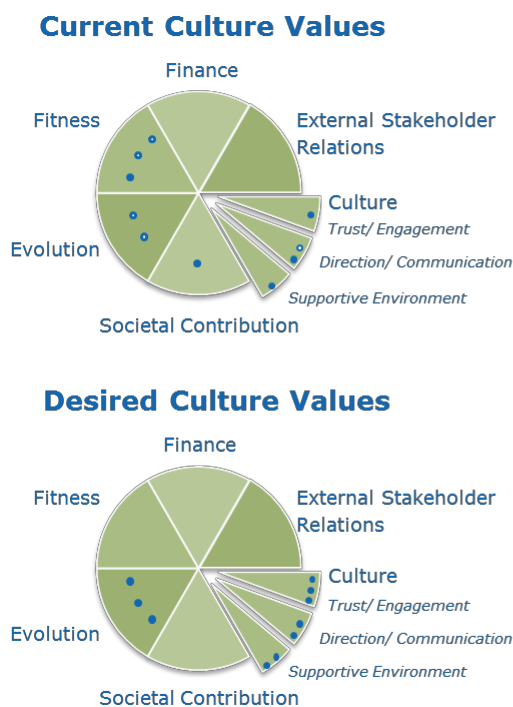 Current Culture Values
Finance
Fitness
External Stakeholder
Relations
Culture
Trust/ Engagement
Evolution
Direction/ Communication
Supportive Environment
Societal Contribution
Desired Culture Values
Finance
Fitness
External Stakeholder
Relations
Culture
Trust/ Engagement
Evolution
Direction/ Communication
Supportive Environment
Societal Contribution